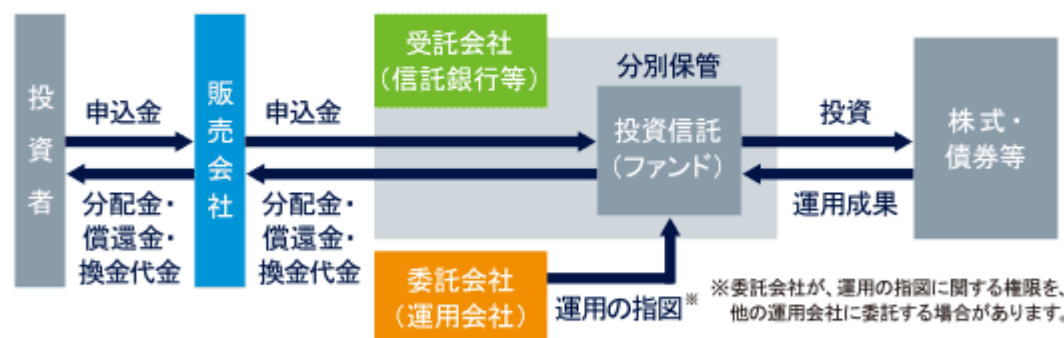 投資者
申込金
分配金・
償還金・
換金代金
販売会社
申込金
分配金・
償還金・
換金代金
受託会社
（信託銀行等）
分別保管
投資信託
（ファンド）
委託会社
（運用会社）
運用の指図※
投資
運用成果
株式・
債券等
※委託会社が、運用の指図に関する権限を、
他の運用会社に委託する場合があります。